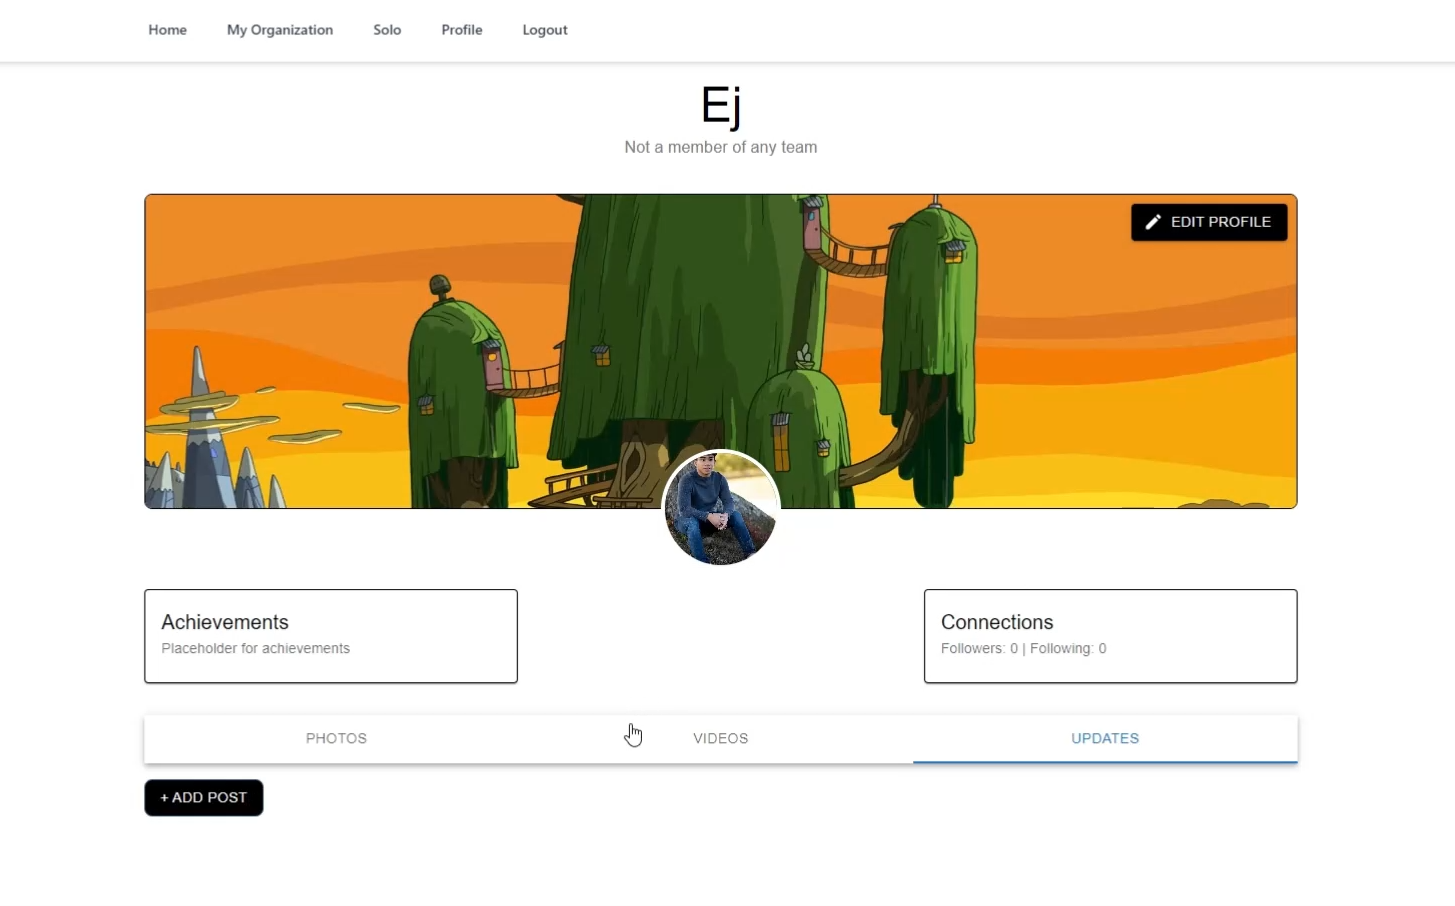 Home My Organization Solo Profile Logout
Ej
Not a member of any team
EDIT PROFILE
Achievements
Placeholder for achievements
Connections
Followers: 0 | Following: 0
PHOTOS VIDEOS UPDATES
+ ADD POST